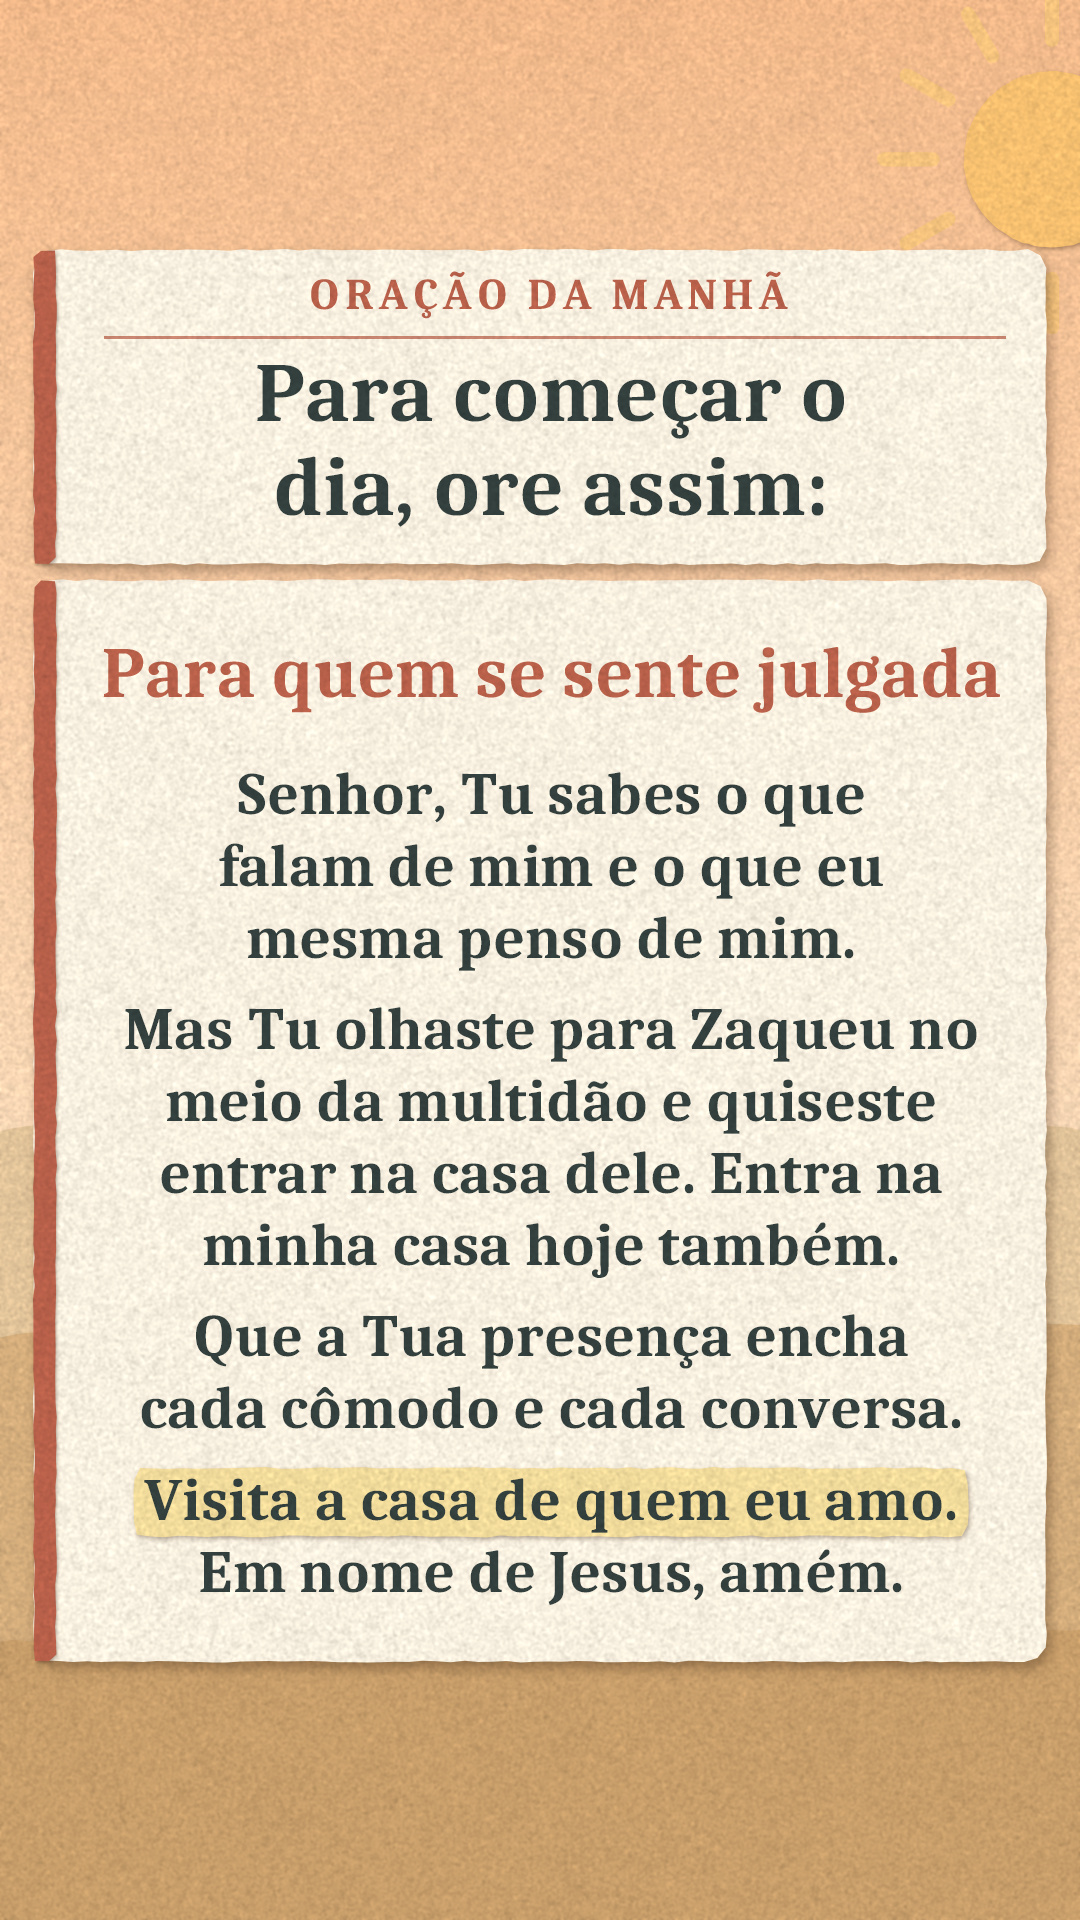 ORAÇÃO DA MANHÃ
Para começar o
dia, ore assim:
Para quem se sente julgada
Senhor, Tu sabes o que
falam de mim e o que eu
mesma penso de mim.
Mas Tu olhaste para Zaqueu no
meio da multidão e quiseste
entrar na casa dele. Entra na
minha casa hoje também.
Que a Tua presença encha
cada cômodo e cada conversa.
Visita a casa de quem eu amo.
Em nome de Jesus, amém.